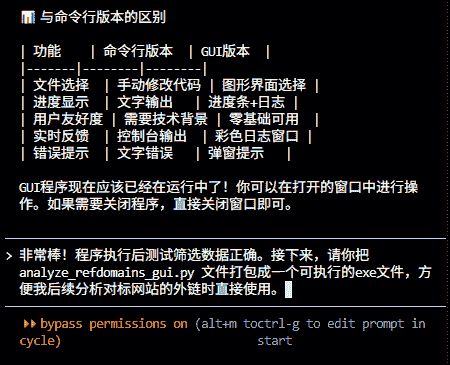 📊 与命令行版本的区别
| 功能 | 命令行版本 | GUI版本 |
|-------|--------|--------|
| 文件选择 | 手动修改代码 | 图形界面选择 |
| 进度显示 | 文字输出 | 进度条+日志 |
| 用户友好度 | 需要技术背景 | 零基础可用 |
| 实时反馈 | 控制台输出 | 彩色日志窗口 |
| 错误提示 | 文字错误 | 弹窗提示 |
GUI程序现在应该已经在运行中了！你可以在打开的窗口中进行操
作。如果需要关闭程序，直接关闭窗口即可。
> 非常棒！程序执行后测试筛选数据正确。接下来，请你把
analyze_refdomains_gui.py 文件打包成一个可执行的exe文件，方
便我后续分析对标网站的外链时直接使用。
⏵⏵ bypass permissions on (alt+m toctrl-g to edit prompt in
cycle) start